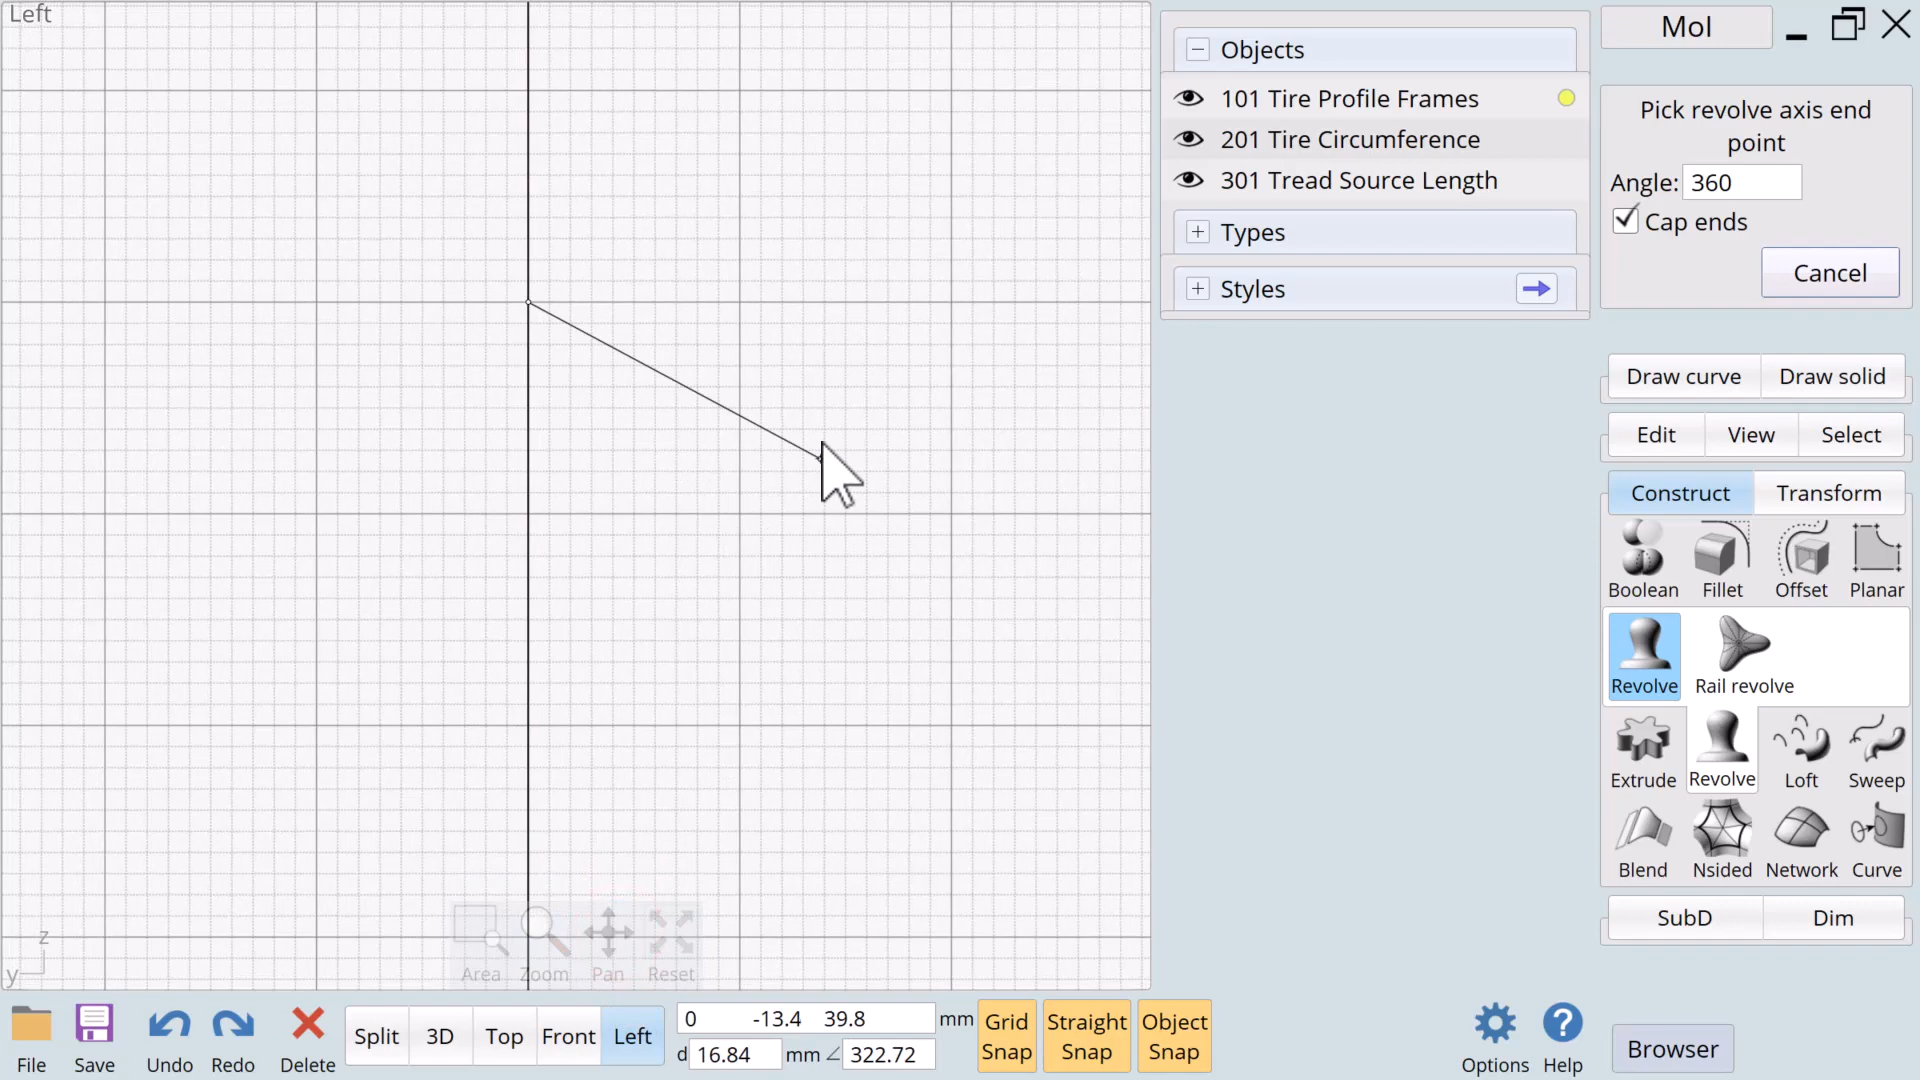 Left
Objects
101 Tire Profile Frames
201 Tire Circumference
301 Tread Source Length
Types
Styles
MoI
Pick revolve axis end
point
Angle: 360
Cap ends
Cancel
Draw curve Draw solid
Edit View Select
Construct Transform
Boolean Fillet Offset Planar
Revolve Rail revolve
Extrude Revolve Loft Sweep
Blend Nsided Network Curve
SubD Dim
Area Zoom Pan Reset
z
y
File Save Undo Redo Delete
Split 3D Top Front Left
0 -13.4 39.8 mm
d 16.84 mm ∠ 322.72
Grid Snap
Straight Snap
Object Snap
Options Help
Browser